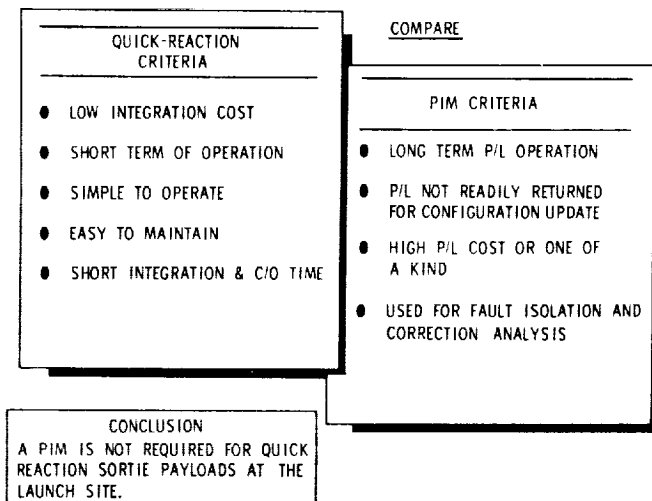 COMPARE
QUICK-REACTION
CRITERIA
● LOW INTEGRATION COST
● SHORT TERM OF OPERATION
● SIMPLE TO OPERATE
● EASY TO MAINTAIN
● SHORT INTEGRATION & C/O TIME
PIM CRITERIA
● LONG TERM P/L OPERATION
● P/L NOT READILY RETURNED
FOR CONFIGURATION UPDATE
● HIGH P/L COST OR ONE OF
A KIND
● USED FOR FAULT ISOLATION AND
CORRECTION ANALYSIS
CONCLUSION
A PIM IS NOT REQUIRED FOR QUICK
REACTION SORTIE PAYLOADS AT THE
LAUNCH SITE.